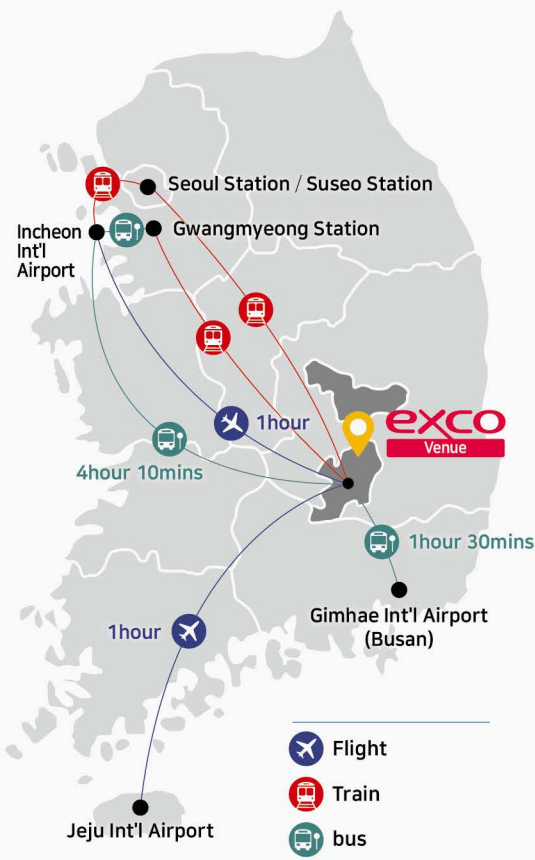 Seoul Station / Suseo Station
Incheon
Int'l
Airport
Gwangmyeong Station
1hour
exco
Venue
4hour 10mins
1hour 30mins
Gimhae Int'l Airport
(Busan)
1hour
Jeju Int'l Airport
Flight
Train
bus